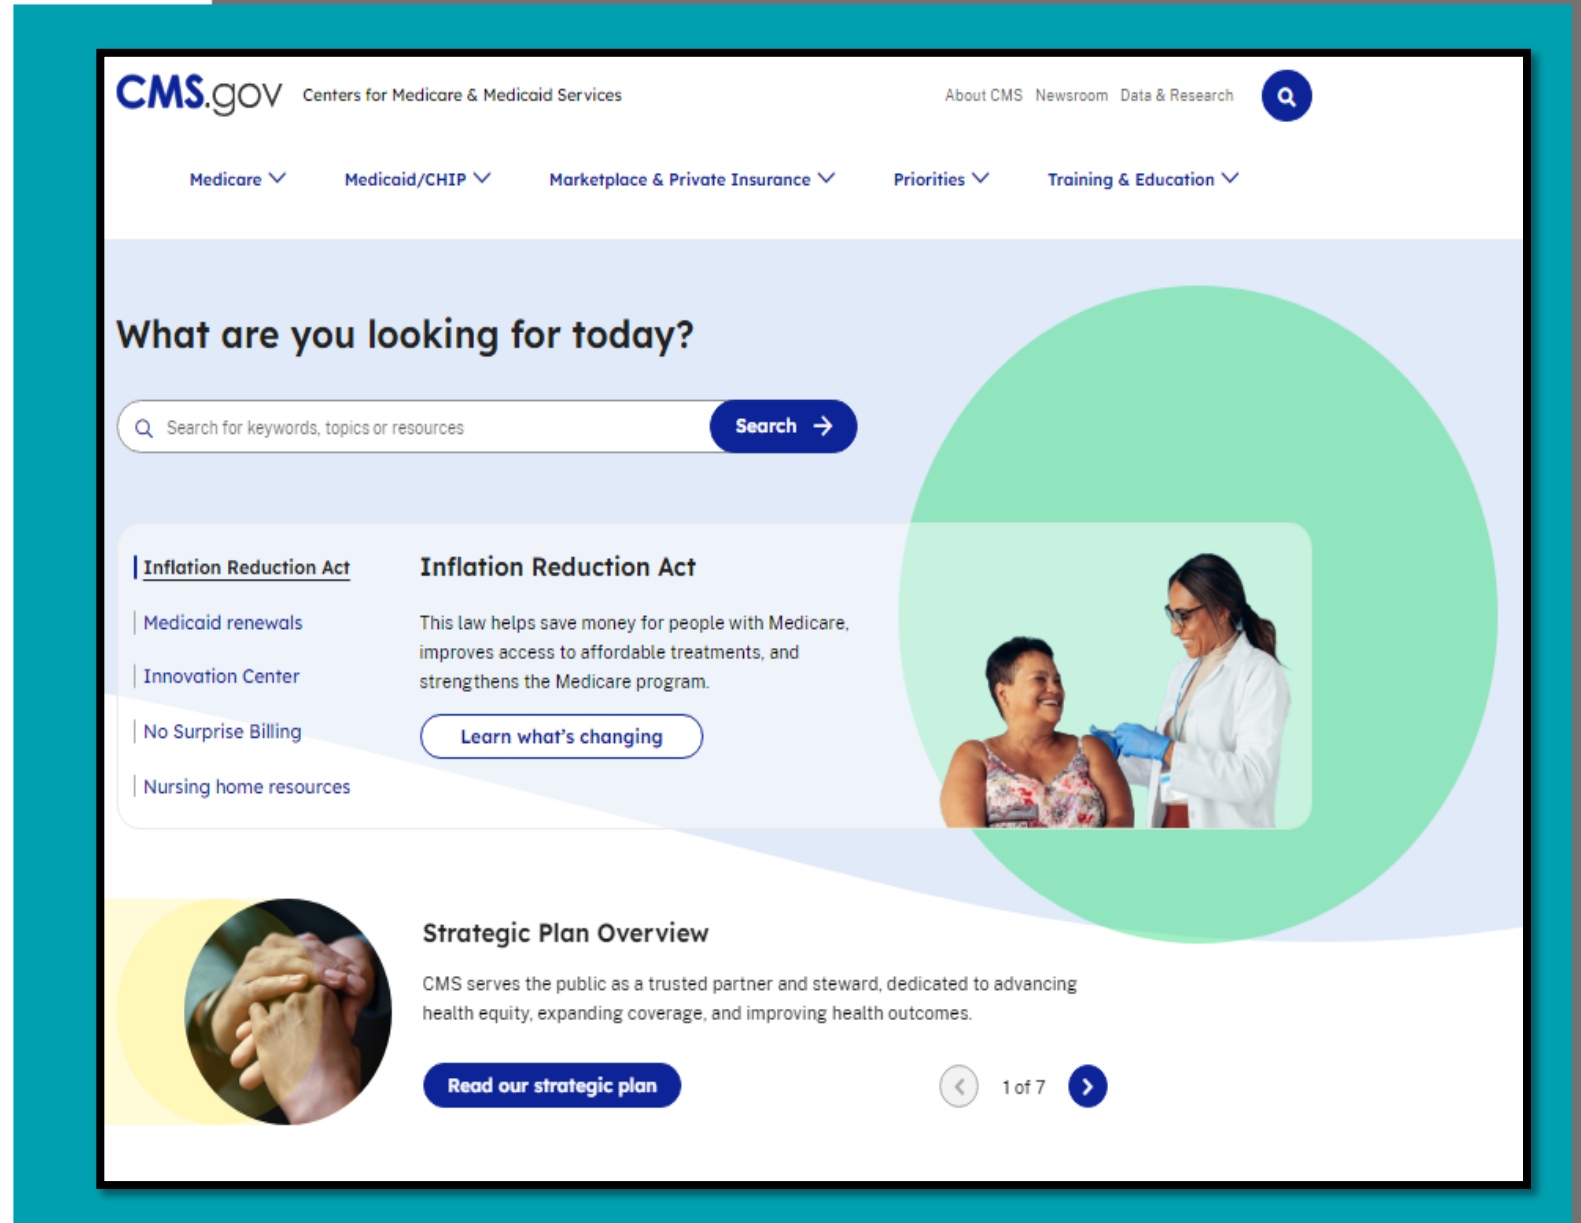 CMS.gov Centers for Medicare & Medicaid Services
About CMS Newsroom Data & Research
Medicare
Medicaid/CHIP
Marketplace & Private Insurance
Priorities
Training & Education
What are you looking for today?
Search for keywords, topics or resources
Search
Inflation Reduction Act
Medicaid renewals
Innovation Center
No Surprise Billing
Nursing home resources
Inflation Reduction Act
This law helps save money for people with Medicare,
improves access to affordable treatments, and
strengthens the Medicare program.
Learn what's changing
Strategic Plan Overview
CMS serves the public as a trusted partner and steward, dedicated to advancing
health equity, expanding coverage, and improving health outcomes.
Read our strategic plan
1 of 7